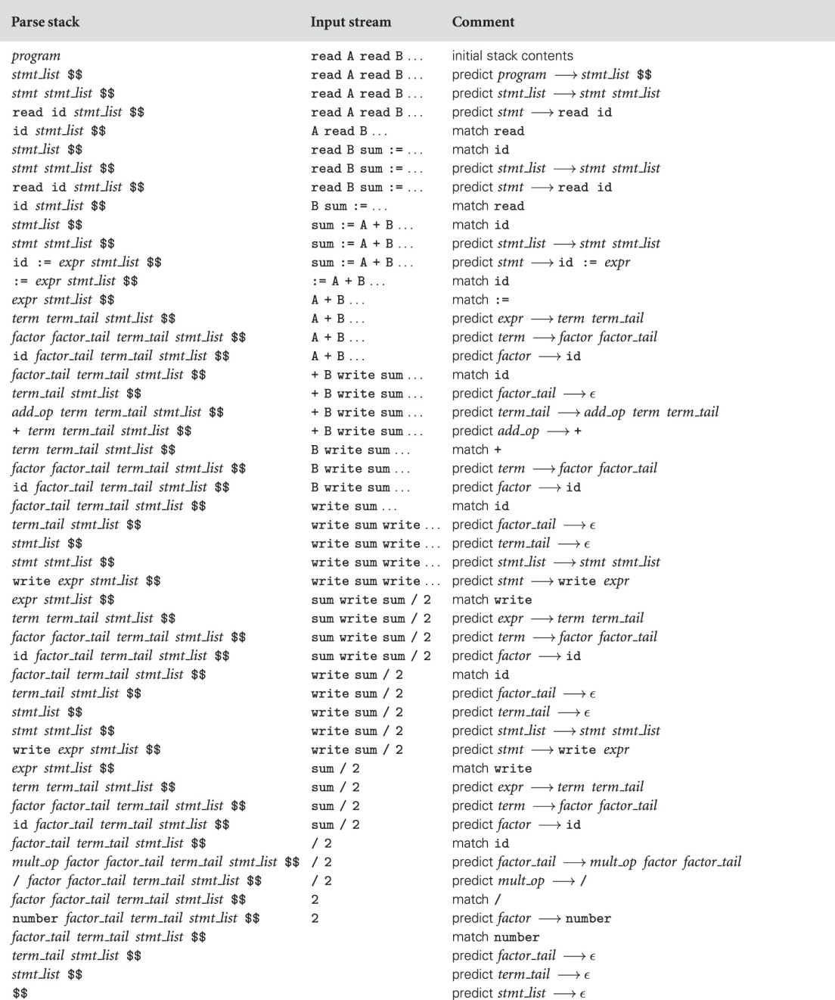 Parse stack Input stream Comment
program read A read B ... initial stack contents
stmt_list $$ read A read B ... predict program ⟶ stmt_list $$
stmt stmt_list $$ read A read B ... predict stmt_list ⟶ stmt stmt_list
read id stmt_list $$ read A read B ... predict stmt ⟶ read id
id stmt_list $$ A read B ... match read
stmt_list $$ read B sum := ... match id
stmt stmt_list $$ read B sum := ... predict stmt_list ⟶ stmt stmt_list
read id stmt_list $$ read B sum := ... predict stmt ⟶ read id
id stmt_list $$ B sum := ... match read
stmt_list $$ sum := A + B ... match id
stmt stmt_list $$ sum := A + B ... predict stmt_list ⟶ stmt stmt_list
id := expr stmt_list $$ sum := A + B ... predict stmt ⟶ id := expr
:= expr stmt_list $$ := A + B ... match id
expr stmt_list $$ A + B ... match :=
term term_tail stmt_list $$ A + B ... predict expr ⟶ term term_tail
factor factor_tail term_tail stmt_list $$ A + B ... predict term ⟶ factor factor_tail
id factor_tail term_tail stmt_list $$ A + B ... predict factor ⟶ id
factor_tail term_tail stmt_list $$ + B write sum ... match id
term_tail stmt_list $$ + B write sum ... predict factor_tail ⟶ ϵ
add_op term term_tail stmt_list $$ + B write sum ... predict term_tail ⟶ add_op term term_tail
+ term term_tail stmt_list $$ + B write sum ... predict add_op ⟶ +
term term_tail stmt_list $$ B write sum ... match +
factor factor_tail term_tail stmt_list $$ B write sum ... predict term ⟶ factor factor_tail
id factor_tail term_tail stmt_list $$ B write sum ... predict factor ⟶ id
factor_tail term_tail stmt_list $$ write sum ... match id
term_tail stmt_list $$ write sum write ... predict factor_tail ⟶ ϵ
stmt_list $$ write sum write ... predict term_tail ⟶ ϵ
stmt stmt_list $$ write sum write ... predict stmt_list ⟶ stmt stmt_list
write expr stmt_list $$ write sum write ... predict stmt ⟶ write expr
expr stmt_list $$ sum write sum / 2 match write
term term_tail stmt_list $$ sum write sum / 2 predict expr ⟶ term term_tail
factor factor_tail term_tail stmt_list $$ sum write sum / 2 predict term ⟶ factor factor_tail
id factor_tail term_tail stmt_list $$ sum write sum / 2 predict factor ⟶ id
factor_tail term_tail stmt_list $$ write sum / 2 match id
term_tail stmt_list $$ write sum / 2 predict factor_tail ⟶ ϵ
stmt_list $$ write sum / 2 predict term_tail ⟶ ϵ
stmt stmt_list $$ write sum / 2 predict stmt_list ⟶ stmt stmt_list
write expr stmt_list $$ write sum / 2 predict stmt ⟶ write expr
expr stmt_list $$ sum / 2 match write
term term_tail stmt_list $$ sum / 2 predict expr ⟶ term term_tail
factor factor_tail term_tail stmt_list $$ sum / 2 predict term ⟶ factor factor_tail
id factor_tail term_tail stmt_list $$ sum / 2 predict factor ⟶ id
factor_tail term_tail stmt_list $$ / 2 match id
mult_op factor factor_tail term_tail stmt_list $$ / 2 predict factor_tail ⟶ mult_op factor factor_tail
/ factor factor_tail term_tail stmt_list $$ / 2 predict mult_op ⟶ /
factor factor_tail term_tail stmt_list $$ 2 match /
number factor_tail term_tail stmt_list $$ 2 predict factor ⟶ number
factor_tail term_tail stmt_list $$ match number
term_tail stmt_list $$ predict factor_tail ⟶ ϵ
stmt_list $$ predict term_tail ⟶ ϵ
$$ predict stmt_list ⟶ ϵ